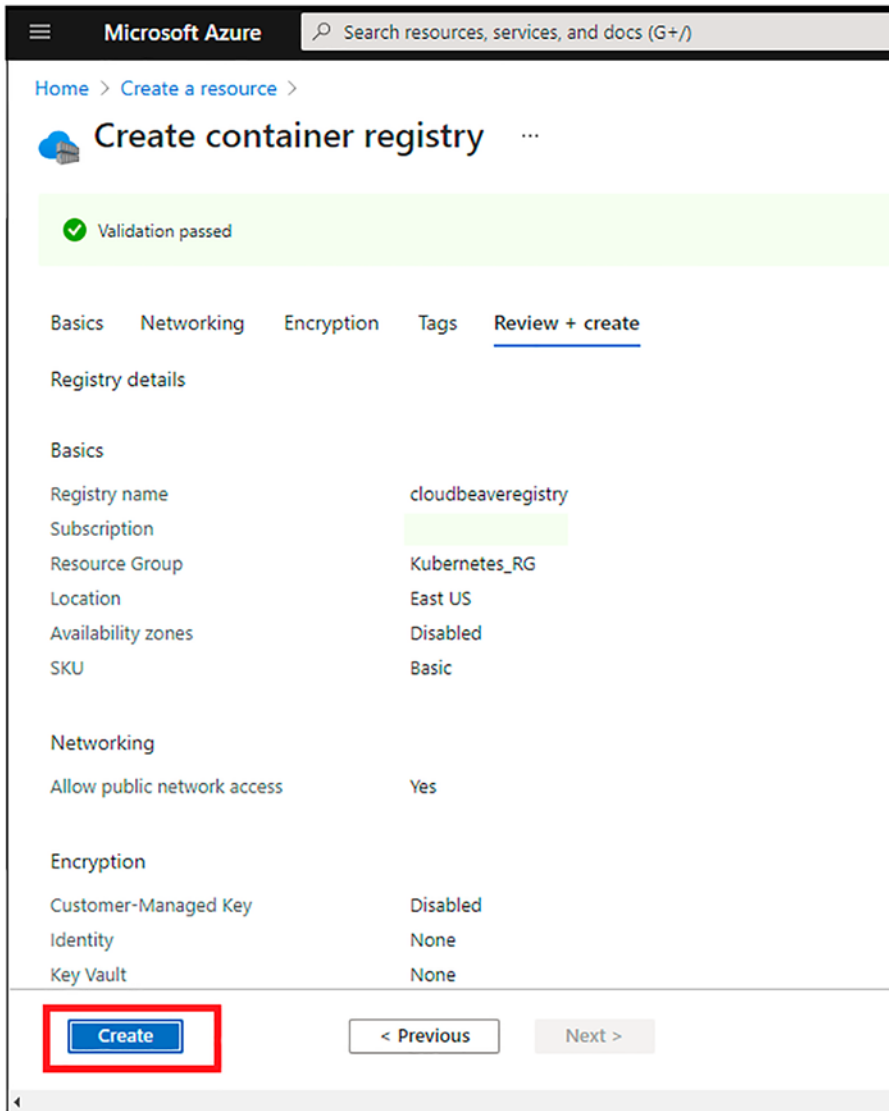 Microsoft Azure
Search resources, services, and docs (G+/)
Home > Create a resource >
Create container registry ...
Validation passed
Basics Networking Encryption Tags Review + create
Registry details
Basics
Registry name cloudbeaveregistry
Subscription
Resource Group Kubernetes_RG
Location East US
Availability zones Disabled
SKU Basic
Networking
Allow public network access Yes
Encryption
Customer-Managed Key Disabled
Identity None
Key Vault None
Create < Previous Next >